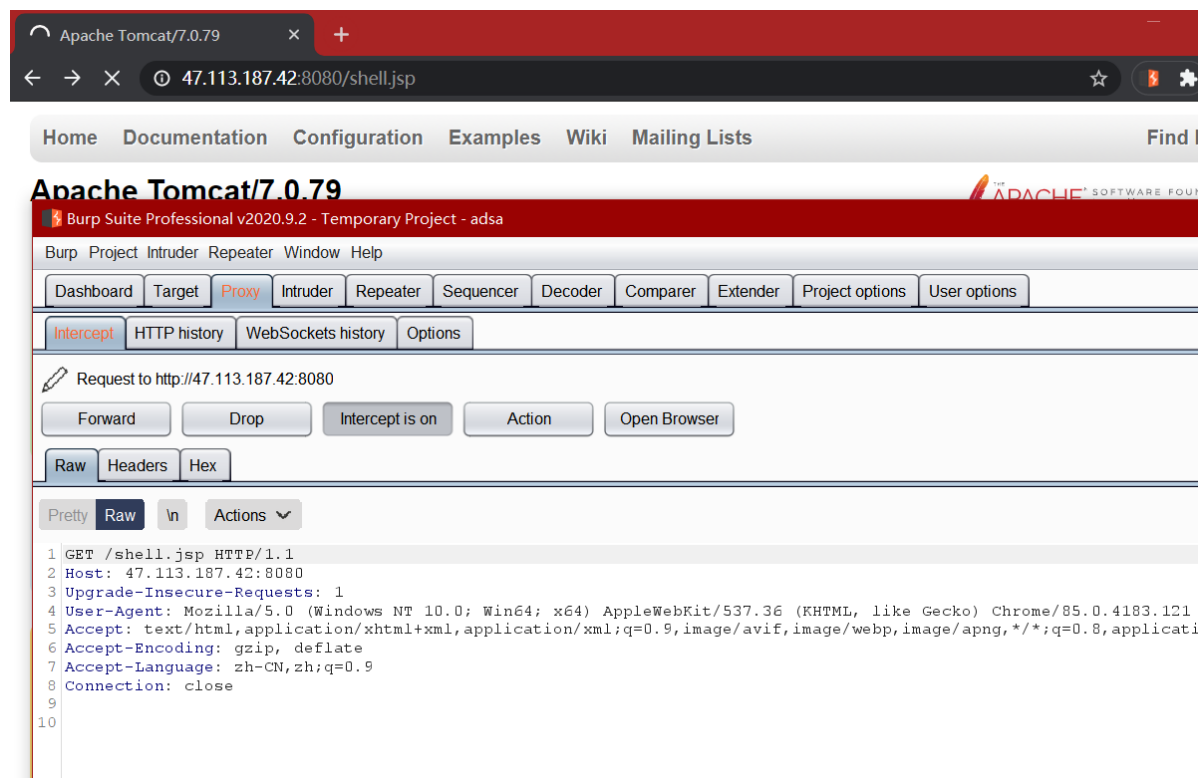 Apache Tomcat/7.0.79
47.113.187.42:8080/shell.jsp
Home Documentation Configuration Examples Wiki Mailing Lists Find
Apache Tomcat/7.0.79
THE APACHE SOFTWARE FOUN
Burp Suite Professional v2020.9.2 - Temporary Project - adsa
Burp Project Intruder Repeater Window Help
Dashboard Target Proxy Intruder Repeater Sequencer Decoder Comparer Extender Project options User options
Intercept HTTP history WebSockets history Options
Request to http://47.113.187.42:8080
Forward Drop Intercept is on Action Open Browser
Raw Headers Hex
Pretty Raw \n Actions
1 GET /shell.jsp HTTP/1.1
2 Host: 47.113.187.42:8080
3 Upgrade-Insecure-Requests: 1
4 User-Agent: Mozilla/5.0 (Windows NT 10.0; Win64; x64) AppleWebKit/537.36 (KHTML, like Gecko) Chrome/85.0.4183.121
5 Accept: text/html,application/xhtml+xml,application/xml;q=0.9,image/avif,image/webp,image/apng,*/*;q=0.8,applicati
6 Accept-Encoding: gzip, deflate
7 Accept-Language: zh-CN,zh;q=0.9
8 Connection: close
9
10